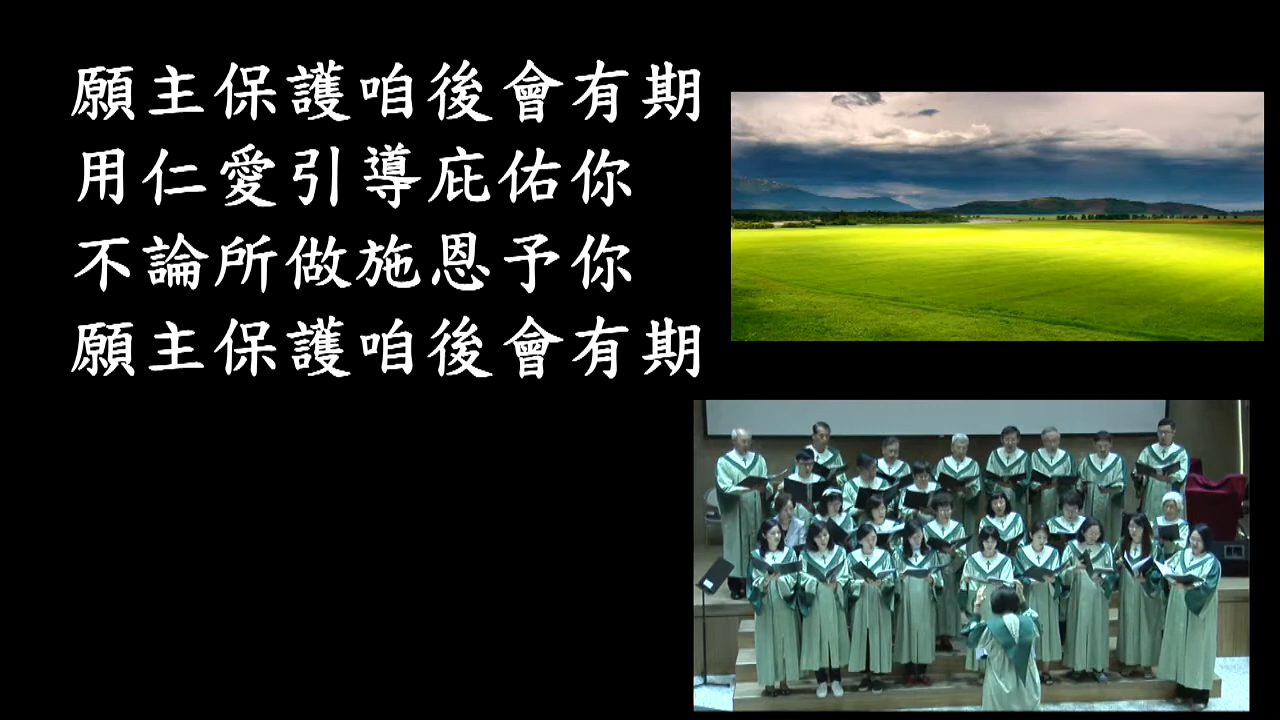 願主保護咱後會有期
用仁愛引導庇佑你
不論所做施恩予你
願主保護咱後會有期